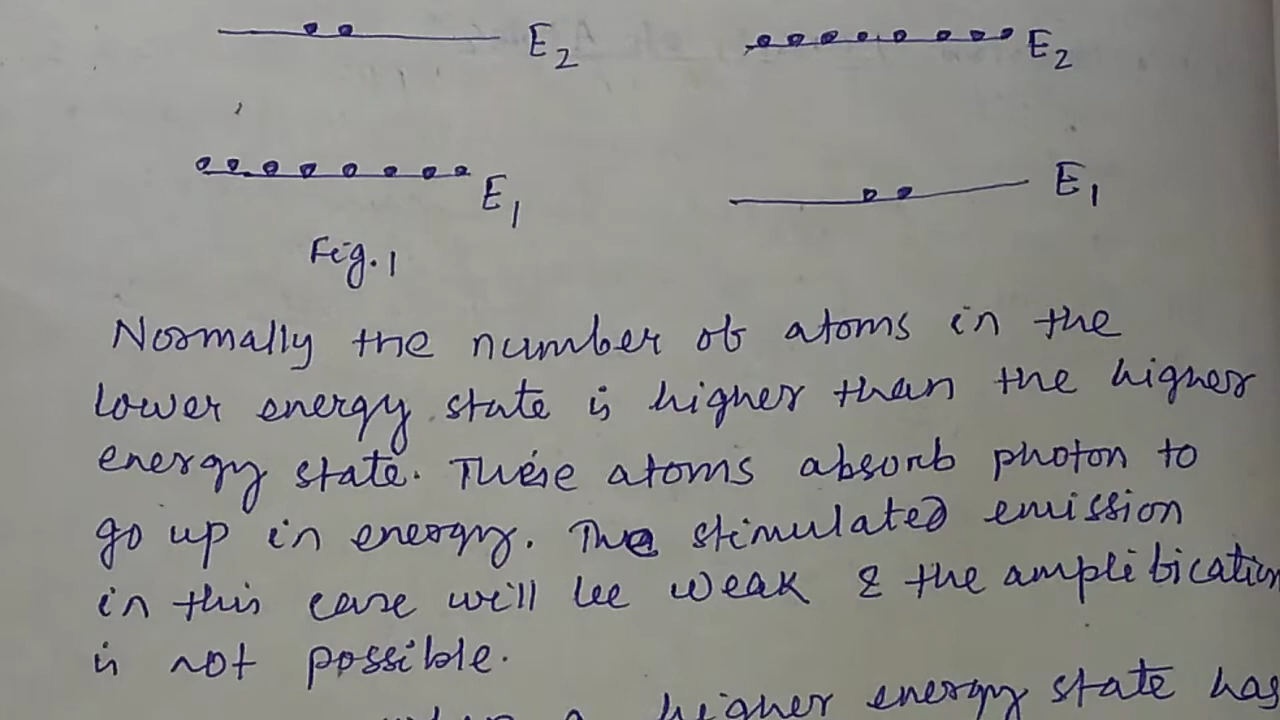 E2 E2
E1 E1
Fig. 1
Normally the number of atoms in the
lower energy state is higher than the higher
energy state. These atoms absorb photon to
go up in energy. The stimulated emission
in this case will be weak & the amplification
is not possible.
higher energy state has